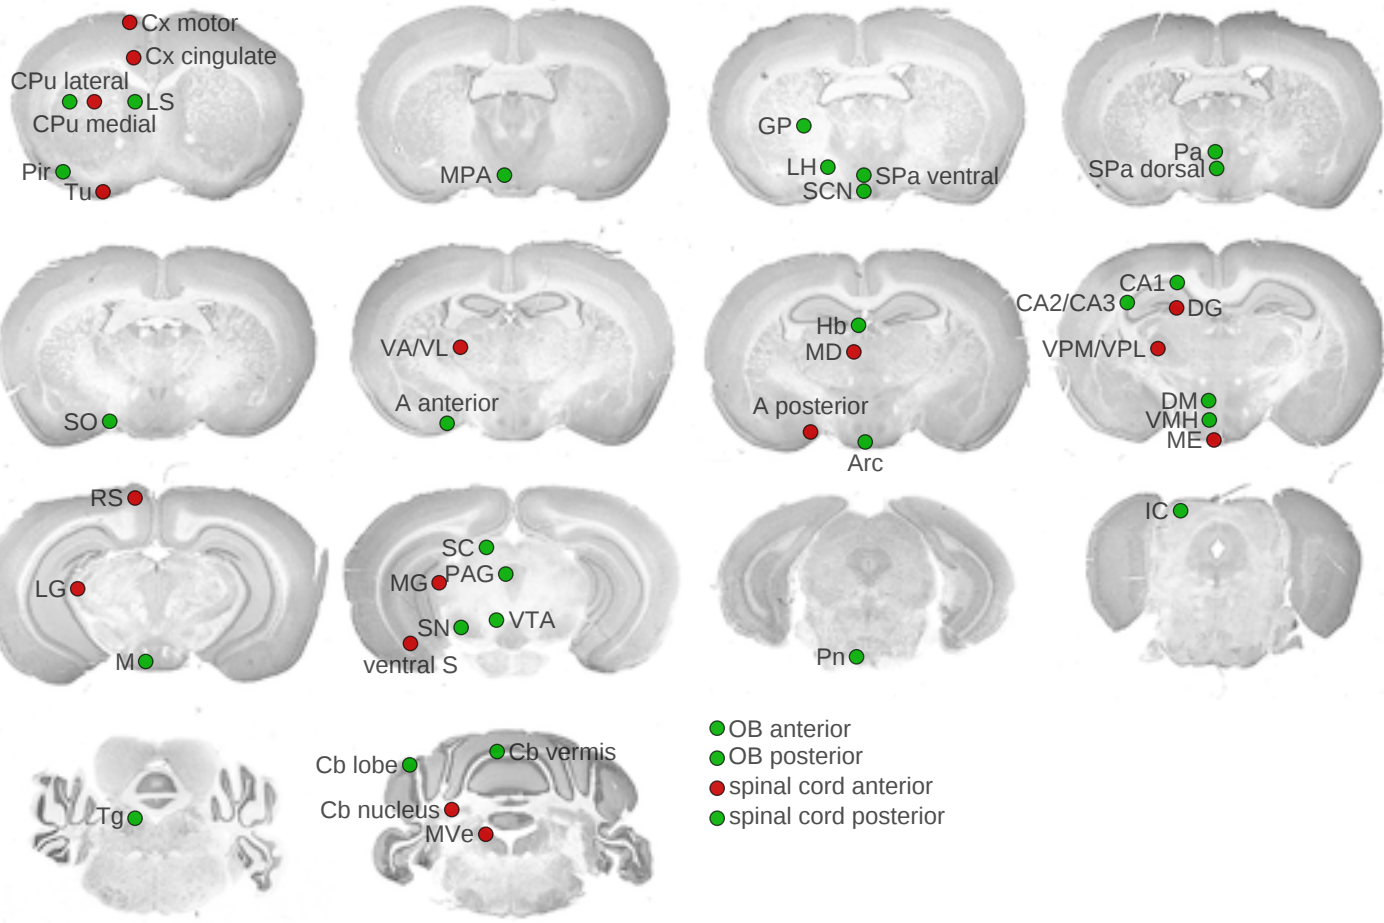 Cx motor
Cx cingulate
CPu lateral
LS
CPu medial
Pir
Tu
MPA
GP
LH
SPa ventral
SCN
Pa
SPa dorsal
SO
VA/VL
A anterior
Hb
MD
A posterior
Arc
CA1
CA2/CA3
DG
VPM/VPL
DM
VMH
ME
RS
LG
M
SC
MG
PAG
SN
VTA
ventral S
Pn
IC
Tg
Cb lobe
Cb vermis
Cb nucleus
MVe
OB anterior
OB posterior
spinal cord anterior
spinal cord posterior